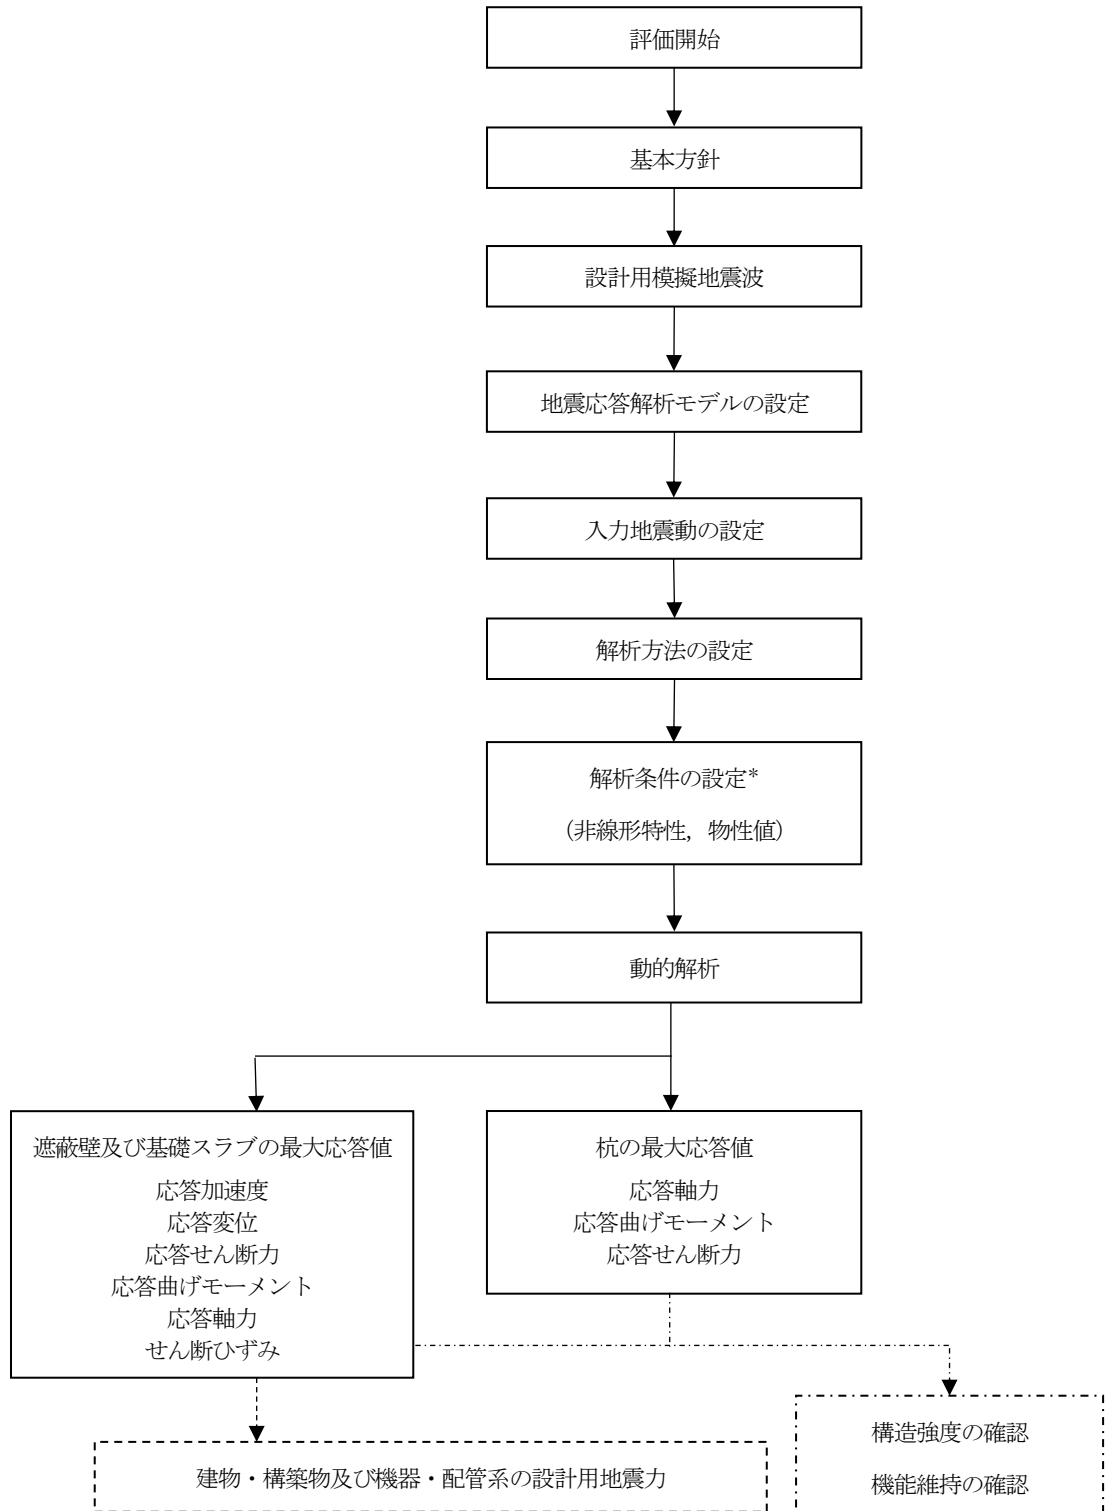 評価開始
基本方針
設計用模擬地震波
地震応答解析モデルの設定
入力地震動の設定
解析方法の設定
解析条件の設定*
（非線形特性，物性値）
動的解析
遮蔽壁及び基礎スラブの最大応答値
応答加速度
応答変位
応答せん断力
応答曲げモーメント
応答軸力
せん断ひずみ
杭の最大応答値
応答軸力
応答曲げモーメント
応答せん断力
建物・構築物及び機器・配管系の設計用地震力
構造強度の確認
機能維持の確認